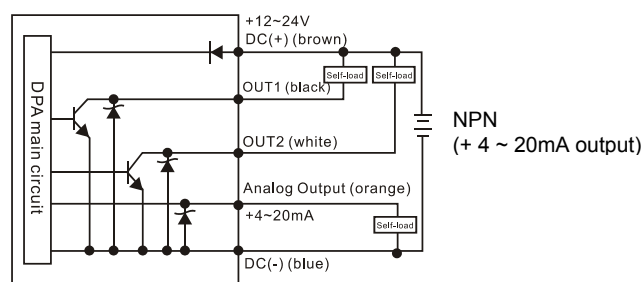 +12~24V
DC(+) (brown)
Self-load
Self-load
OUT1 (black)
DPA main circuit
NPN
(+ 4 ~ 20mA output)
OUT2 (white)
Analog Output (orange)
+4~20mA
Self-load
DC(-) (blue)